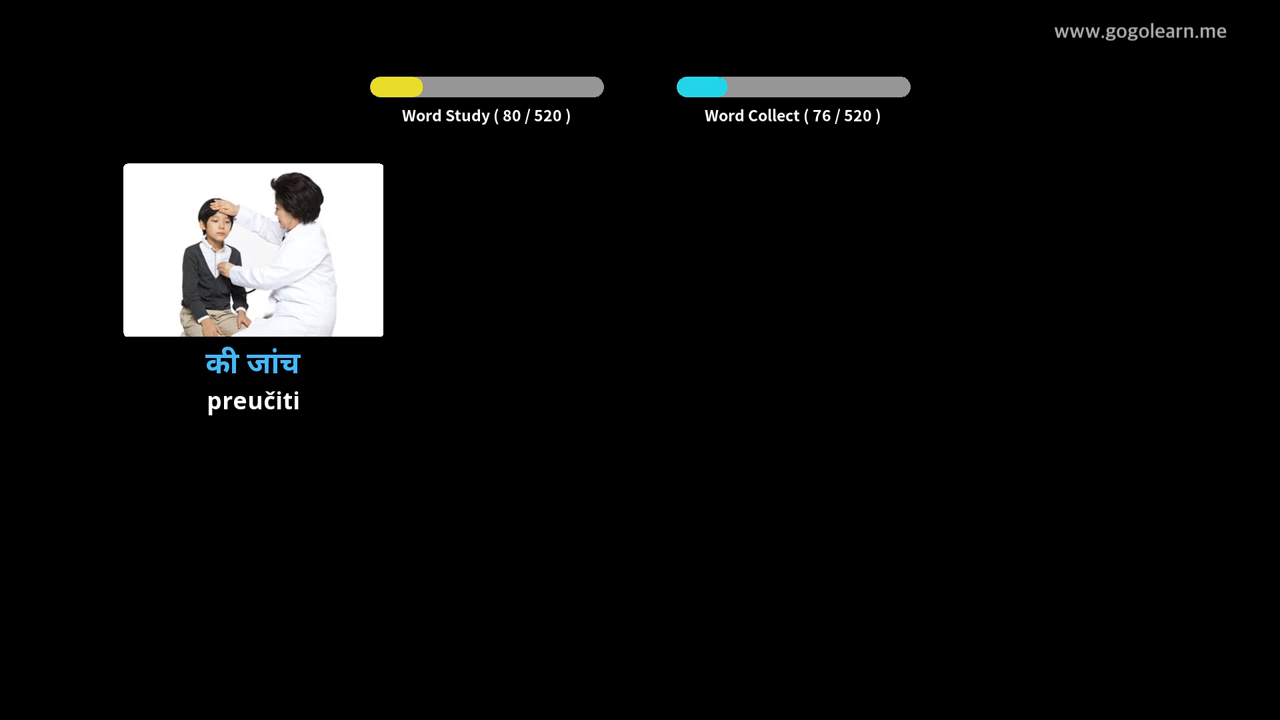 www.gogolearn.me
Word Study ( 80 / 520 )
Word Collect ( 76 / 520 )
की जांच
preučiti